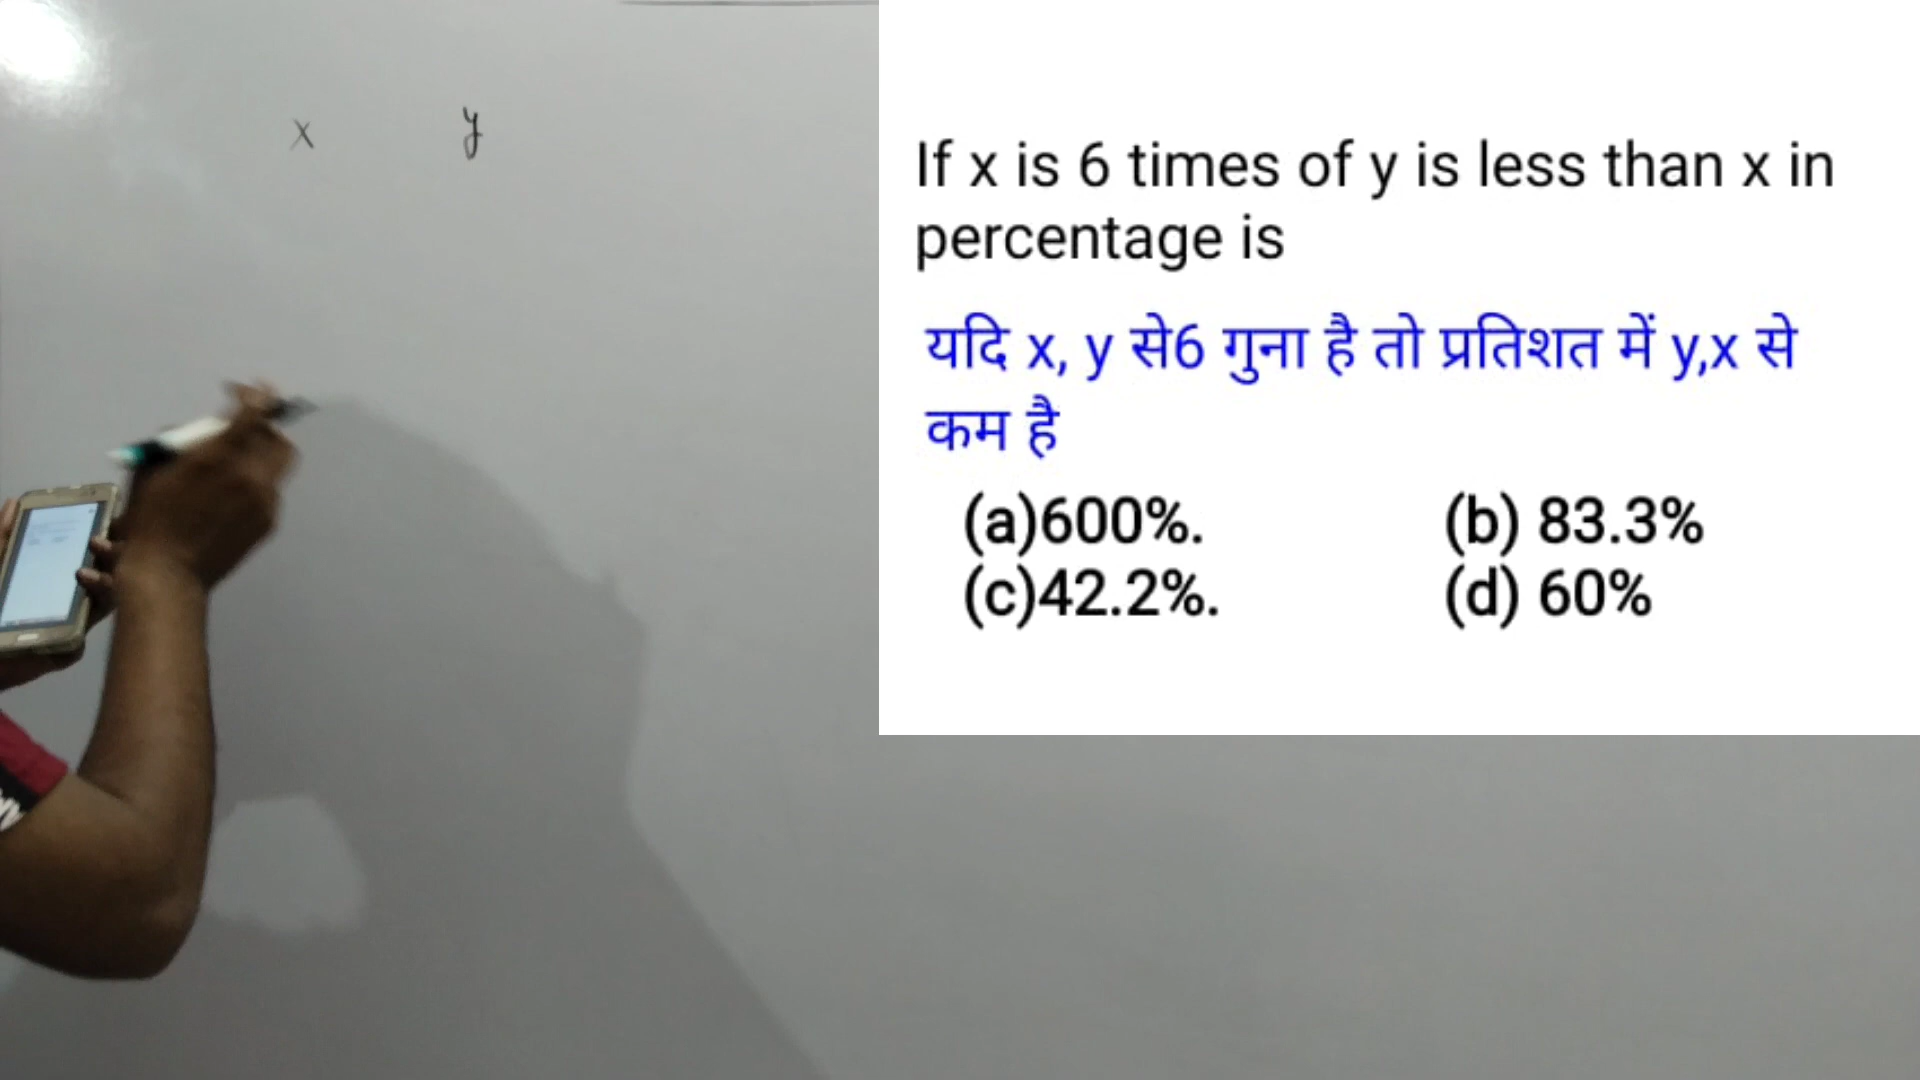 x y
If x is 6 times of y is less than x in
percentage is
यदि x, y से6 गुना है तो प्रतिशत में y,x से
कम है
(a)600%. (b) 83.3%
(c)42.2%. (d) 60%